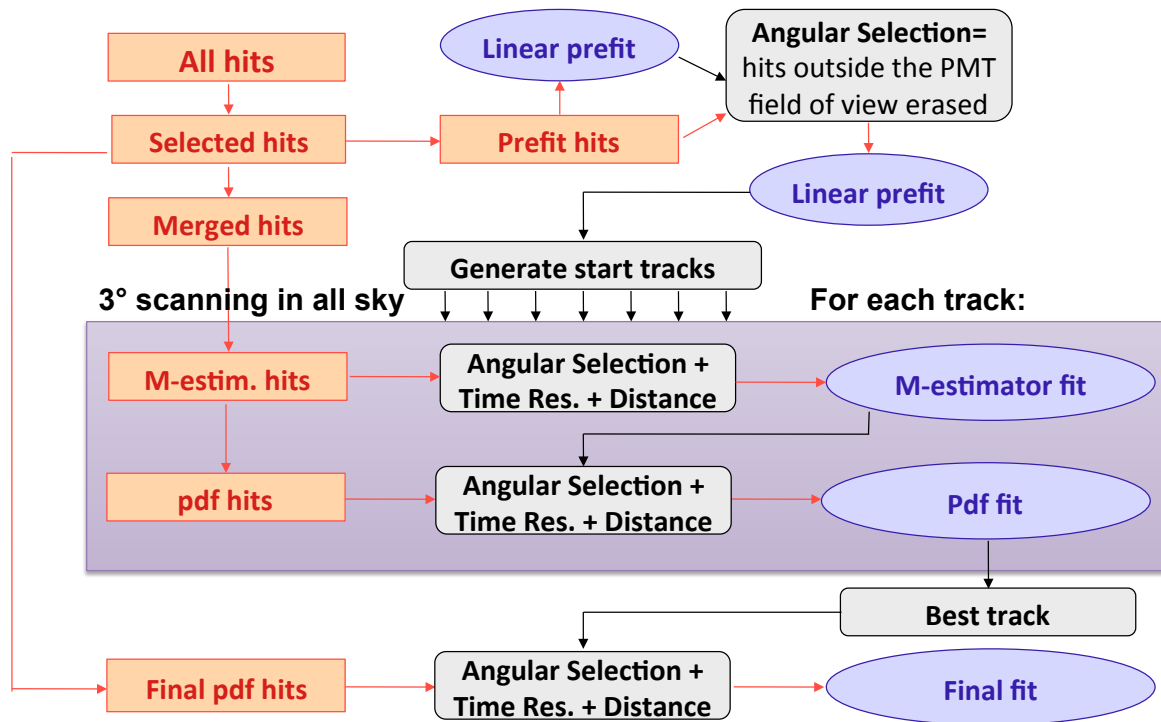 All hits
Linear prefit
Angular Selection=
hits outside the PMT
field of view erased
Selected hits
Prefit hits
Linear prefit
Merged hits
Generate start tracks
3° scanning in all sky
For each track:
M-estim. hits
Angular Selection +
Time Res. + Distance
M-estimator fit
pdf hits
Angular Selection +
Time Res. + Distance
Pdf fit
Best track
Final pdf hits
Angular Selection +
Time Res. + Distance
Final fit